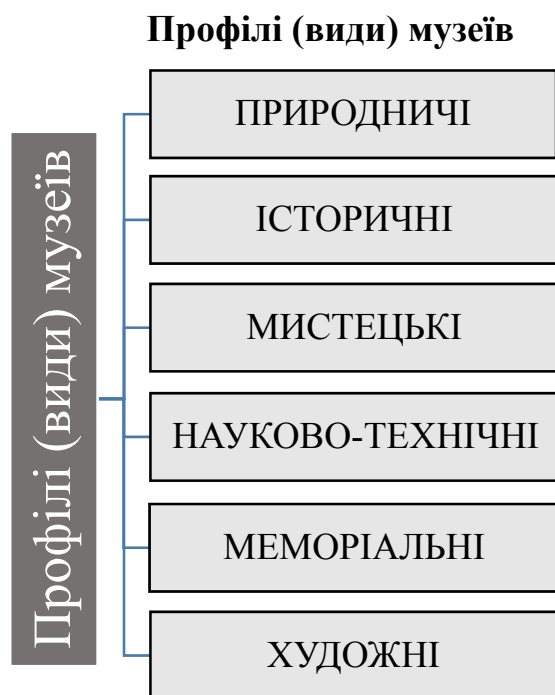 Профілі (види) музеїв
Профілі (види) музеїв
ПРИРОДНИЧІ
ІСТОРИЧНІ
МИСТЕЦЬКІ
НАУКОВО-ТЕХНІЧНІ
МЕМОРІАЛЬНІ
ХУДОЖНІ